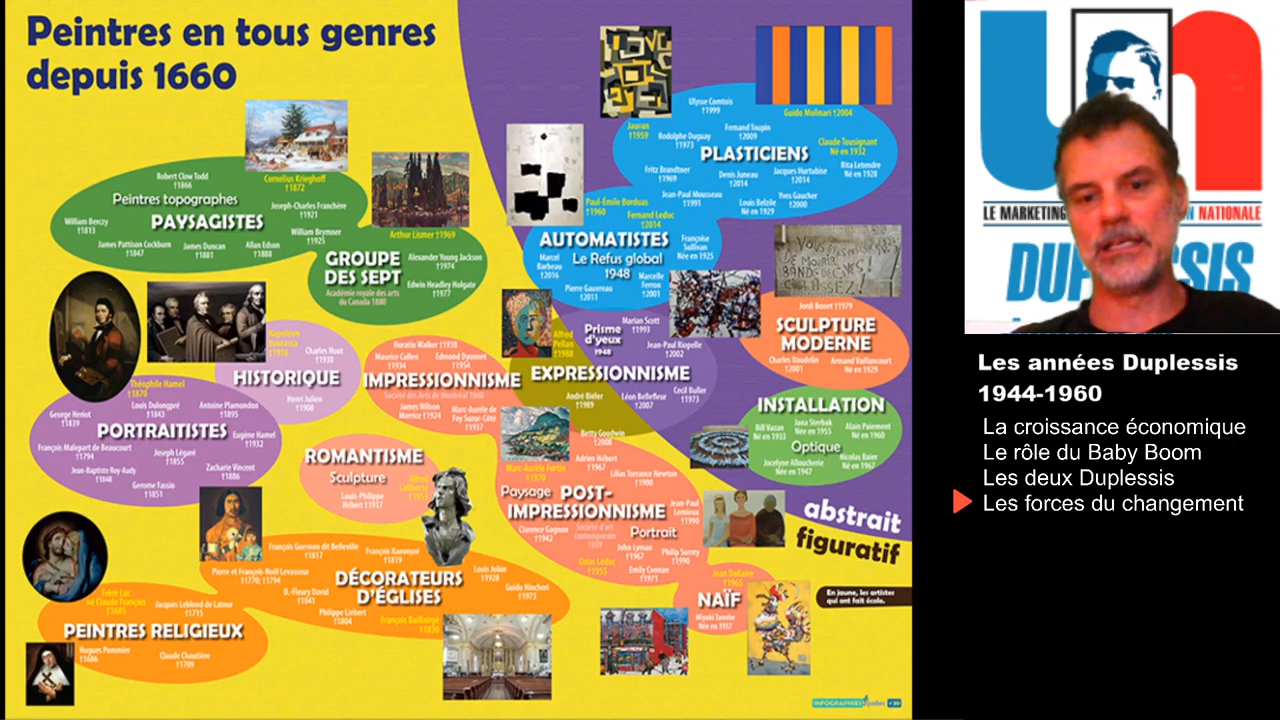 Peintres en tous genres
depuis 1660
Cornelius Krieghoff
†1872
Robert Clow Todd
†1866
Peintres topographes
Joseph-Charles Franchère
†1921
William Berczy
†1813
PAYSAGISTES
William Brymner
†1925
James Pattison Cockburn
†1847
James Duncan
†1881
Allan Edson
†1888
Arthur Lismer †1969
GROUPE
DES SEPT
Alexander Young Jackson
†1974
Académie royale des arts
du Canada 1880
Edwin Headley Holgate
†1977
Napoléon
Bourassa
†1916
Charles Huot
†1930
HISTORIQUE
Henri Julien
†1908
Théophile Hamel
†1870
George Heriot
†1839
Louis Dulongpré
†1843
Antoine Plamondon
†1895
PORTRAITISTES
Eugène Hamel
†1932
François Malepart de Beaucourt
†1794
Joseph Légaré
†1855
Jean-Baptiste Roy-Audy
†1848
Zacharie Vincent
†1886
Gerome Fassio
†1851
Horatio Walker †1938
Maurice Cullen
†1934
Edmond Dyonnet
†1954
IMPRESSIONNISME
Société des Arts de Montréal 1860
James Wilson
Morrice †1924
Marc-Aurèle de
Foy Suzor-Côté
†1937
ROMANTISME
Sculpture
Louis-Philippe
Hébert †1917
Alfred
Laliberté
†1953
François Guernon dit Belleville
†1817
François Ranvoyzé
†1819
Pierre et François-Noël Levasseur
†1770; †1794
DÉCORATEURS
D'ÉGLISES
Louis Jobin
†1928
Guido Nincheri
†1973
D.-Fleury David
†1841
Philippe Liébert
†1804
François Baillairgé
†1830
Frère Luc
né Claude François
†1685
Jacques Leblond de Latour
†1715
PEINTRES RELIGIEUX
Hugues Pommier
†1686
Claude Chautière
†1709
Jauran
†1959
Ulysse Comtois
†1999
Guido Molinari †2004
Rodolphe Duguay
†1973
Fernand Toupin
†2009
Claude Tousignant
Né en 1932
PLASTICIENS
Fritz Brandtner
†1969
Denis Juneau
†2014
Jacques Hurtubise
†2014
Rita Letendre
Né en 1928
Jean-Paul Mousseau
†1991
Louis Belzile
Né en 1929
Yves Gaucher
†2000
Paul-Emile Borduas
†1960
Fernand Leduc
†2014
AUTOMATISTES
Le Refus global
1948
Françoise
Sullivan
Née en 1925
Marcel
Barbeau
†2016
Marcelle
Ferron
†2001
Pierre Gauvreau
†2011
Alfred
Pellan
†1988
Prisme
d'yeux
1948
Marian Scott
†1993
Jean-Paul Riopelle
†2002
EXPRESSIONNISME
André Bieler
†1989
Léon Bellefleur
†2007
Cecil Buller
†1973
Betty Goodwin
†2008
Jordi Bonet †1979
SCULPTURE
MODERNE
Charles Daudelin
†2001
Armand Vaillancourt
Né en 1929
INSTALLATION
Bill Vazan
Né en 1933
Jana Sterbak
Née en 1955
Alain Paiement
Né en 1960
Optique
Jocelyne Alloucherie
Née en 1947
Nicolas Baier
Né en 1967
Marc-Aurèle Fortin
†1970
Adrien Hébert
†1967
Lilias Torrance Newton
†1980
Paysage
POST-
IMPRESSIONNISME
Jean-Paul
Lemieux
†1990
Clarence Gagnon
†1942
Société d'art
contemporain
1939
Portrait
John Lyman
†1967
Philip Surrey
†1990
Ozias Leduc
†1955
Emily Coonan
†1971
Jean Dallaire
†1965
NAÏF
Miyuki Tanobe
Née en 1937
abstrait
figuratif
En jaune, les artistes
qui ont fait école.
INFOGRAPHIES
LE MARKETING
NATIONALE
Les années Duplessis
1944-1960
La croissance économique
Le rôle du Baby Boom
Les deux Duplessis
Les forces du changement